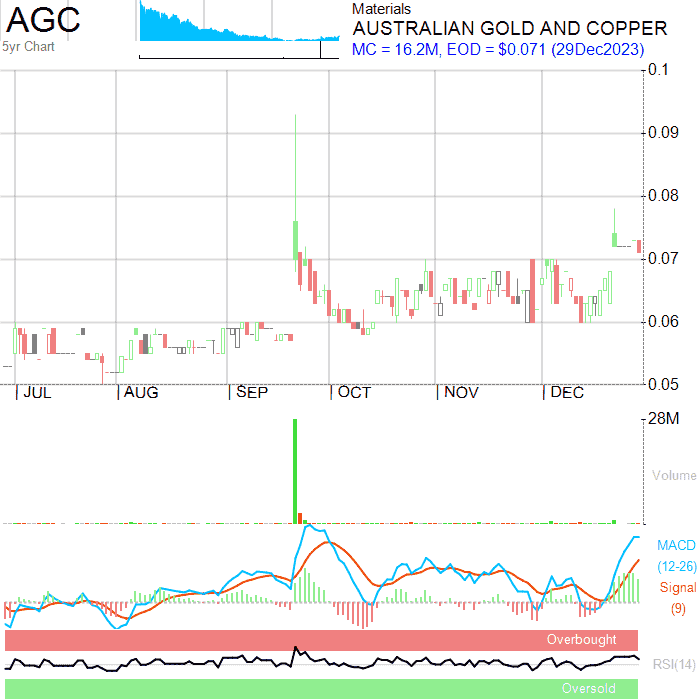 AGC
5yr Chart
Materials
AUSTRALIAN GOLD AND COPPER
MC = 16.2M, EOD = $0.071 (29Dec2023)
0.1
0.09
0.08
0.07
0.06
0.05
JUL AUG SEP OCT NOV DEC
28M
Volume
MACD
(12-26)
Signal
(9)
Overbought
RSI(14)
Oversold